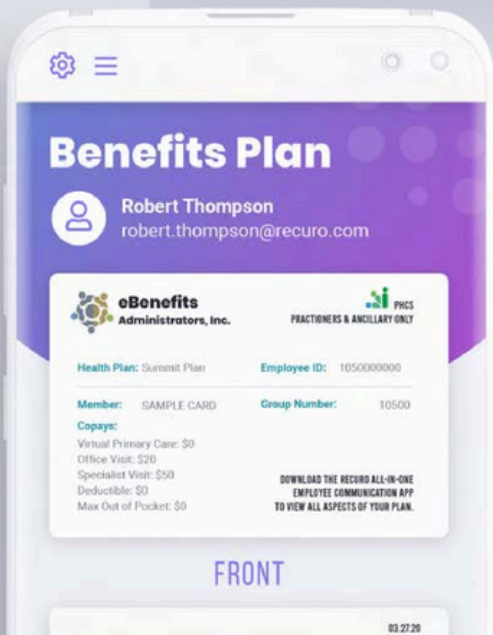 Benefits Plan
Robert Thompson
robert.thompson@recuro.com
eBenefits
Administrators, Inc.
PHCS
PRACTIONERS & ANCILLARY ONLY
Health Plan: Summit Plan
Employee ID: 1050000000
Member: SAMPLE CARD
Group Number: 10500
Copays:
Virtual Primary Care: $0
Office Visit: $20
Specialist Visit: $50
Deductible: $0
Max Out of Pocket: $0
DOWNLOAD THE RECURO ALL-IN-ONE
EMPLOYEE COMMUNICATION APP
TO VIEW ALL ASPECTS OF YOUR PLAN.
FRONT
03.27.20